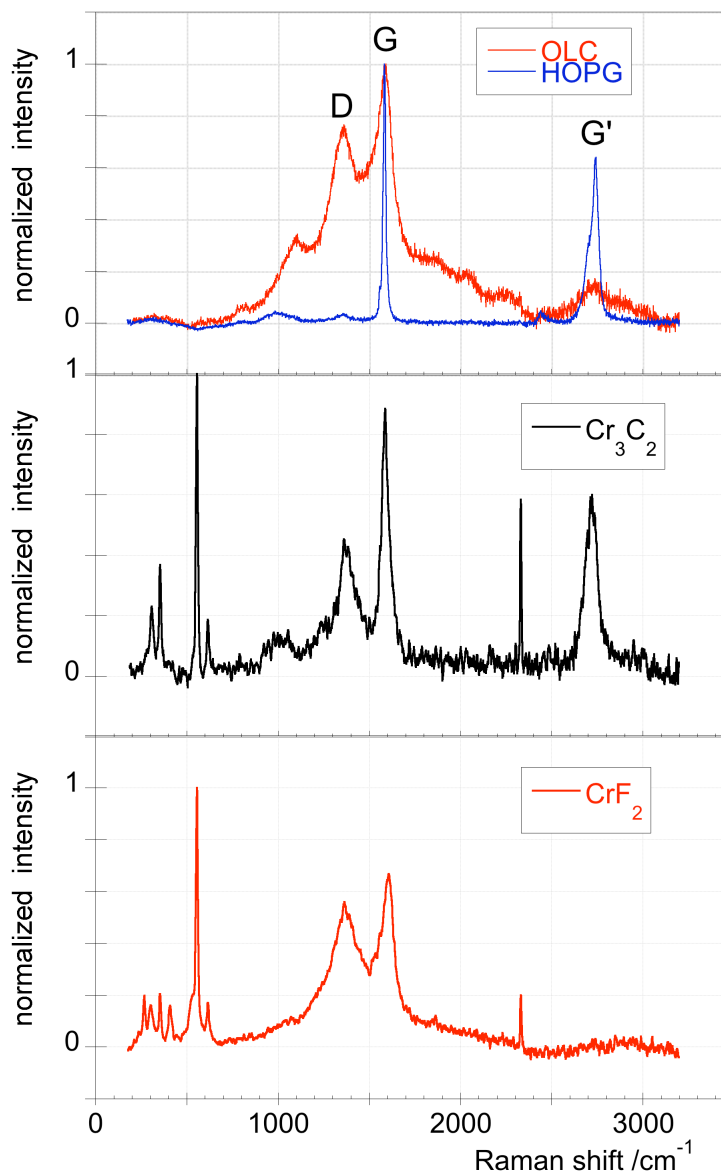 OLC
HOPG
G
D
G'
1
0
normalized intensity
1
Cr3C2
0
normalized intensity
CrF2
1
0
normalized intensity
0 1000 2000 3000
Raman shift /cm-1